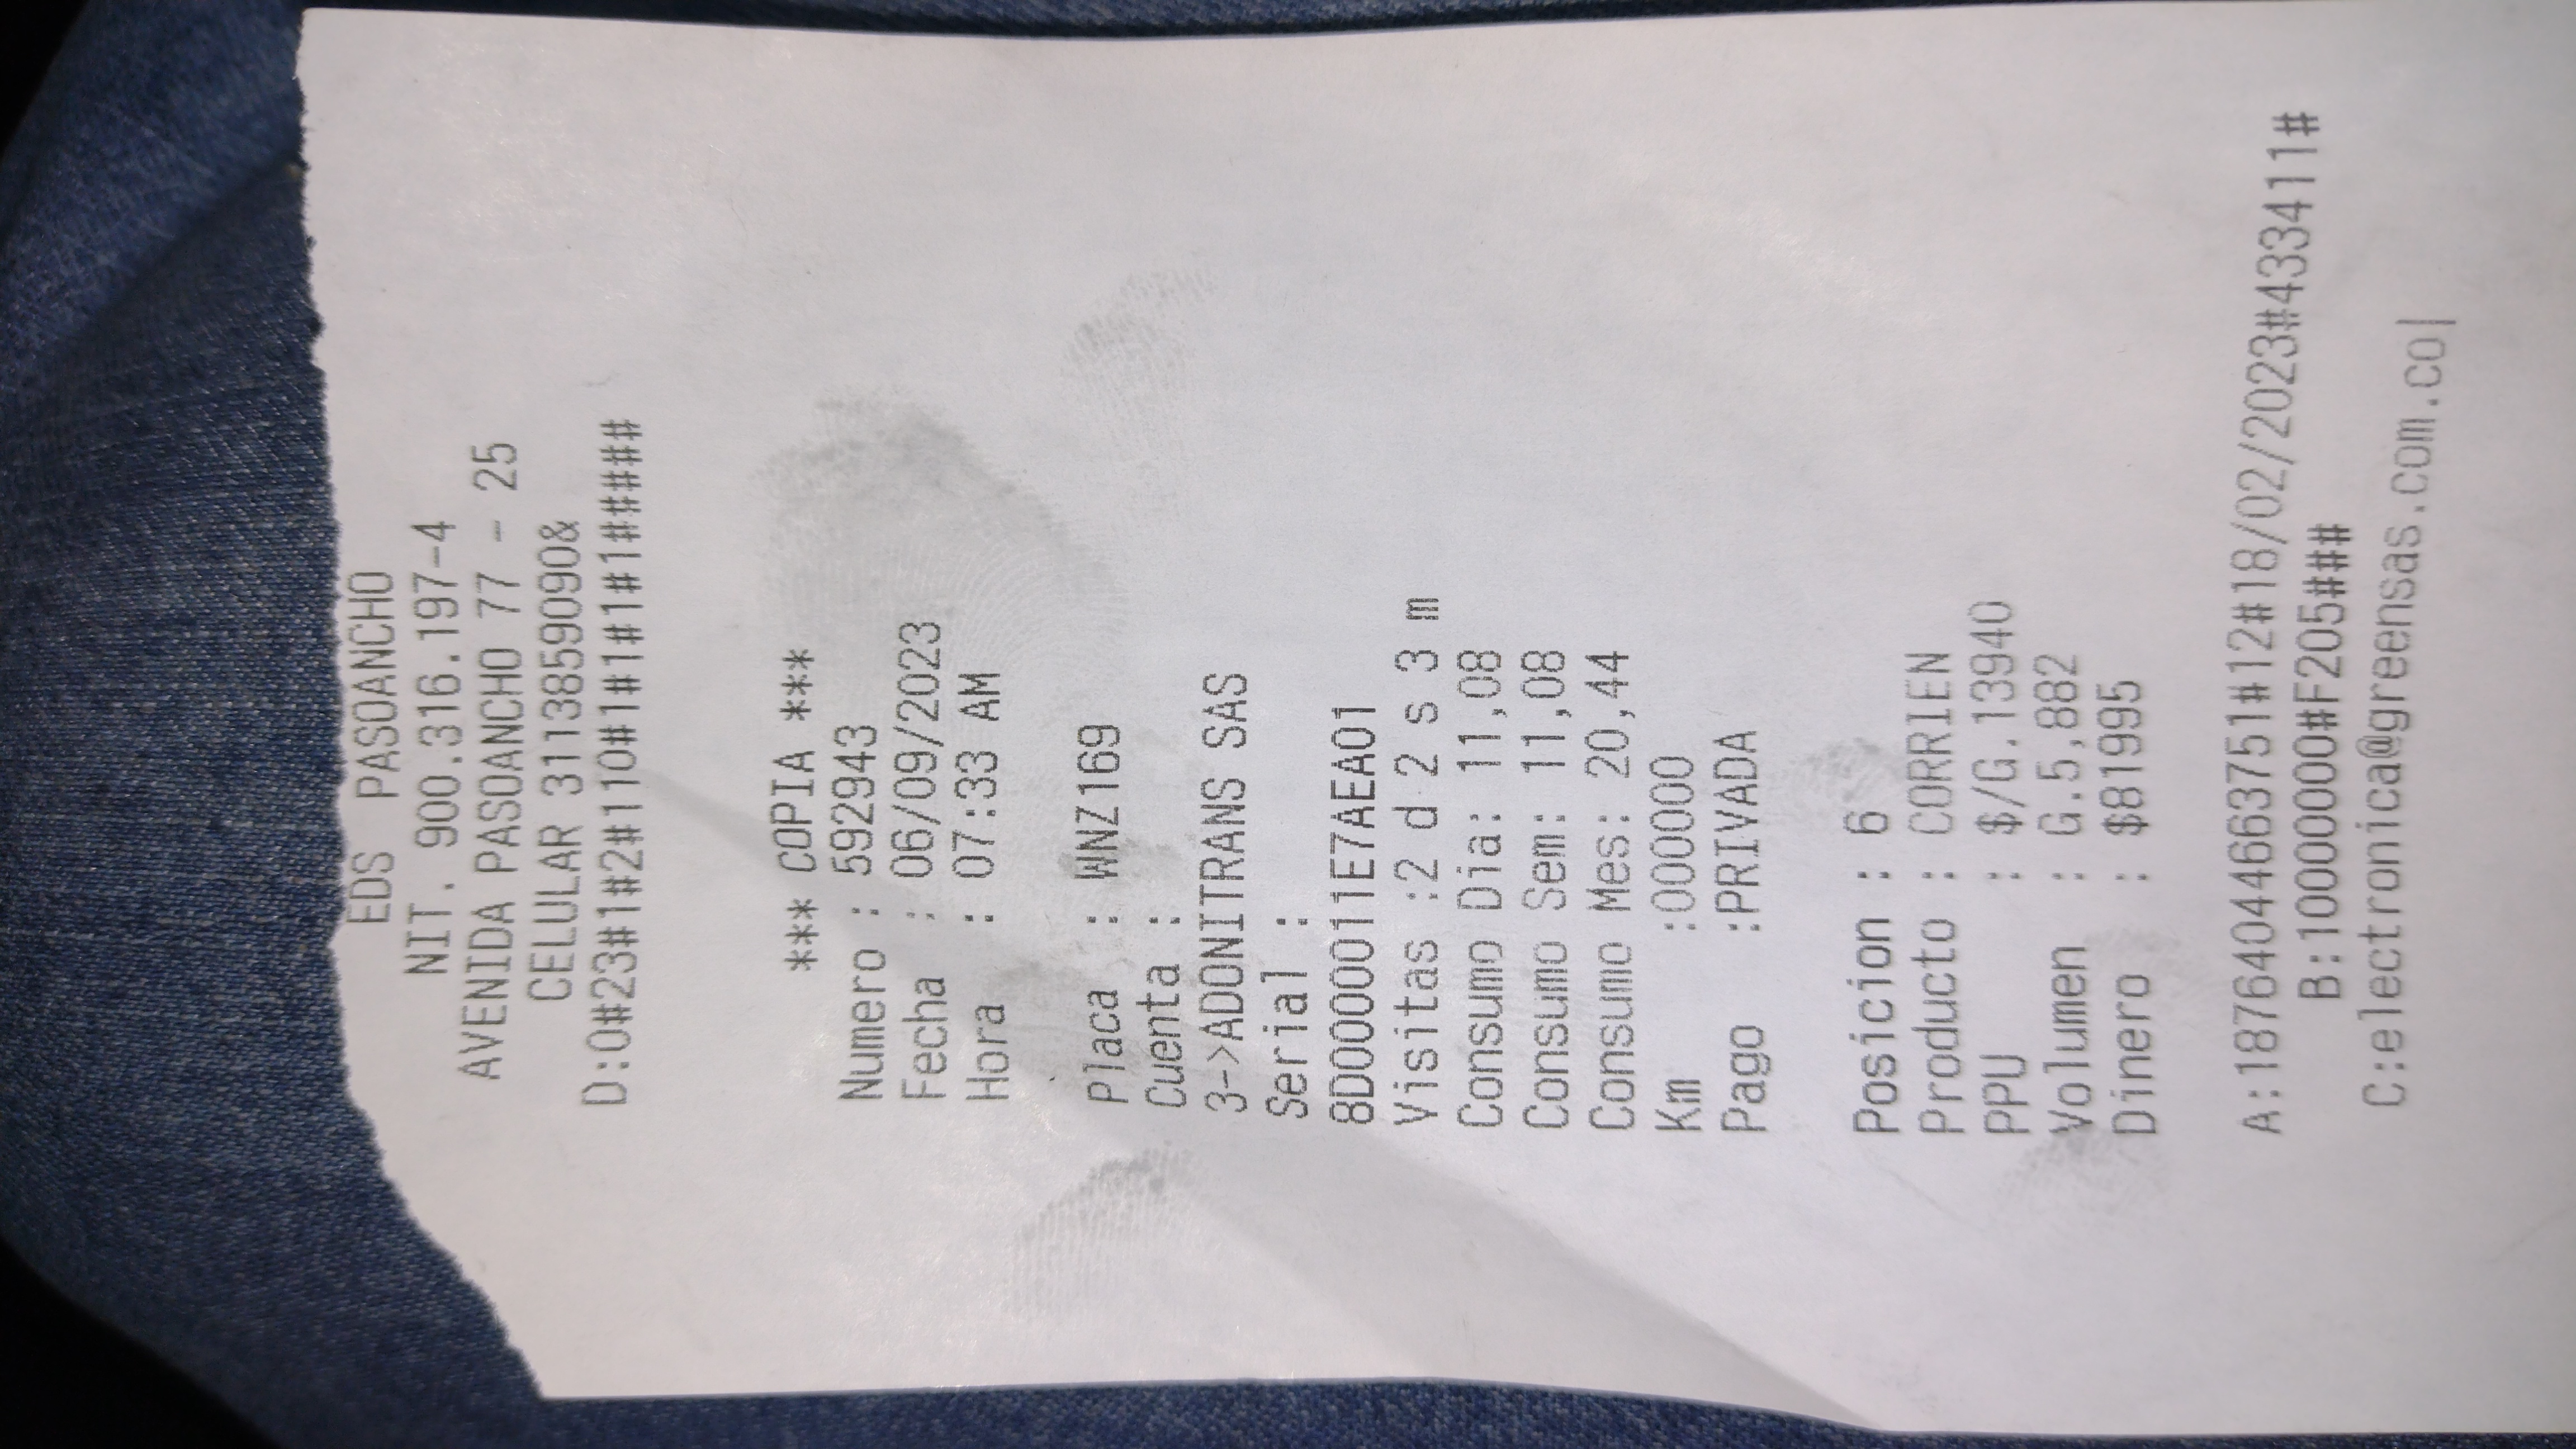 EDS PASOANCHO
NIT. 900.316.197-4
AVENIDA PASOANCHO 77 - 25
CELULAR 3113859090&
D:0#23#1#2#110#1#1#1#1#1#####
*** COPIA ***
Numero : 592943
Fecha : 06/09/2023
Hora : 07:33 AM
Placa : WNZ169
Cuenta :
3->ADONITRANS SAS
Serial :
8D000011E7AEA01
Visitas :2 d 2 s 3 m
Consumo Dia: 11,08
Consumo Sem: 11,08
Consumo Mes: 20,44
Km :000000
Pago :PRIVADA
Posicion : 6
Producto : CORRIEN
PPU : $/G.13940
Volumen : G.5,882
Dinero : $81995
A:18764044663751#12#18/02/2023#433411#
B:10000000#F205###
C:electronica@greensas.com.co|